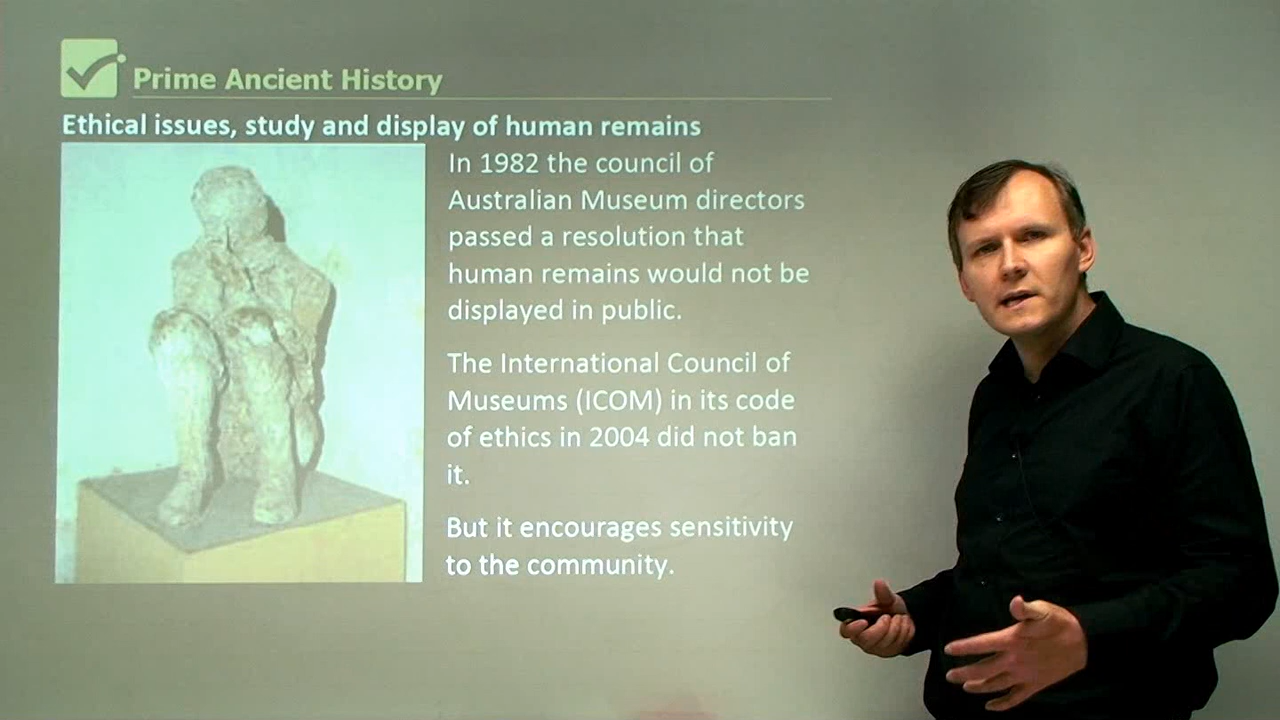 Prime Ancient History
Ethical issues, study and display of human remains
In 1982 the council of
Australian Museum directors
passed a resolution that
human remains would not be
displayed in public.
The International Council of
Museums (ICOM) in its code
of ethics in 2004 did not ban
it.
But it encourages sensitivity
to the community.